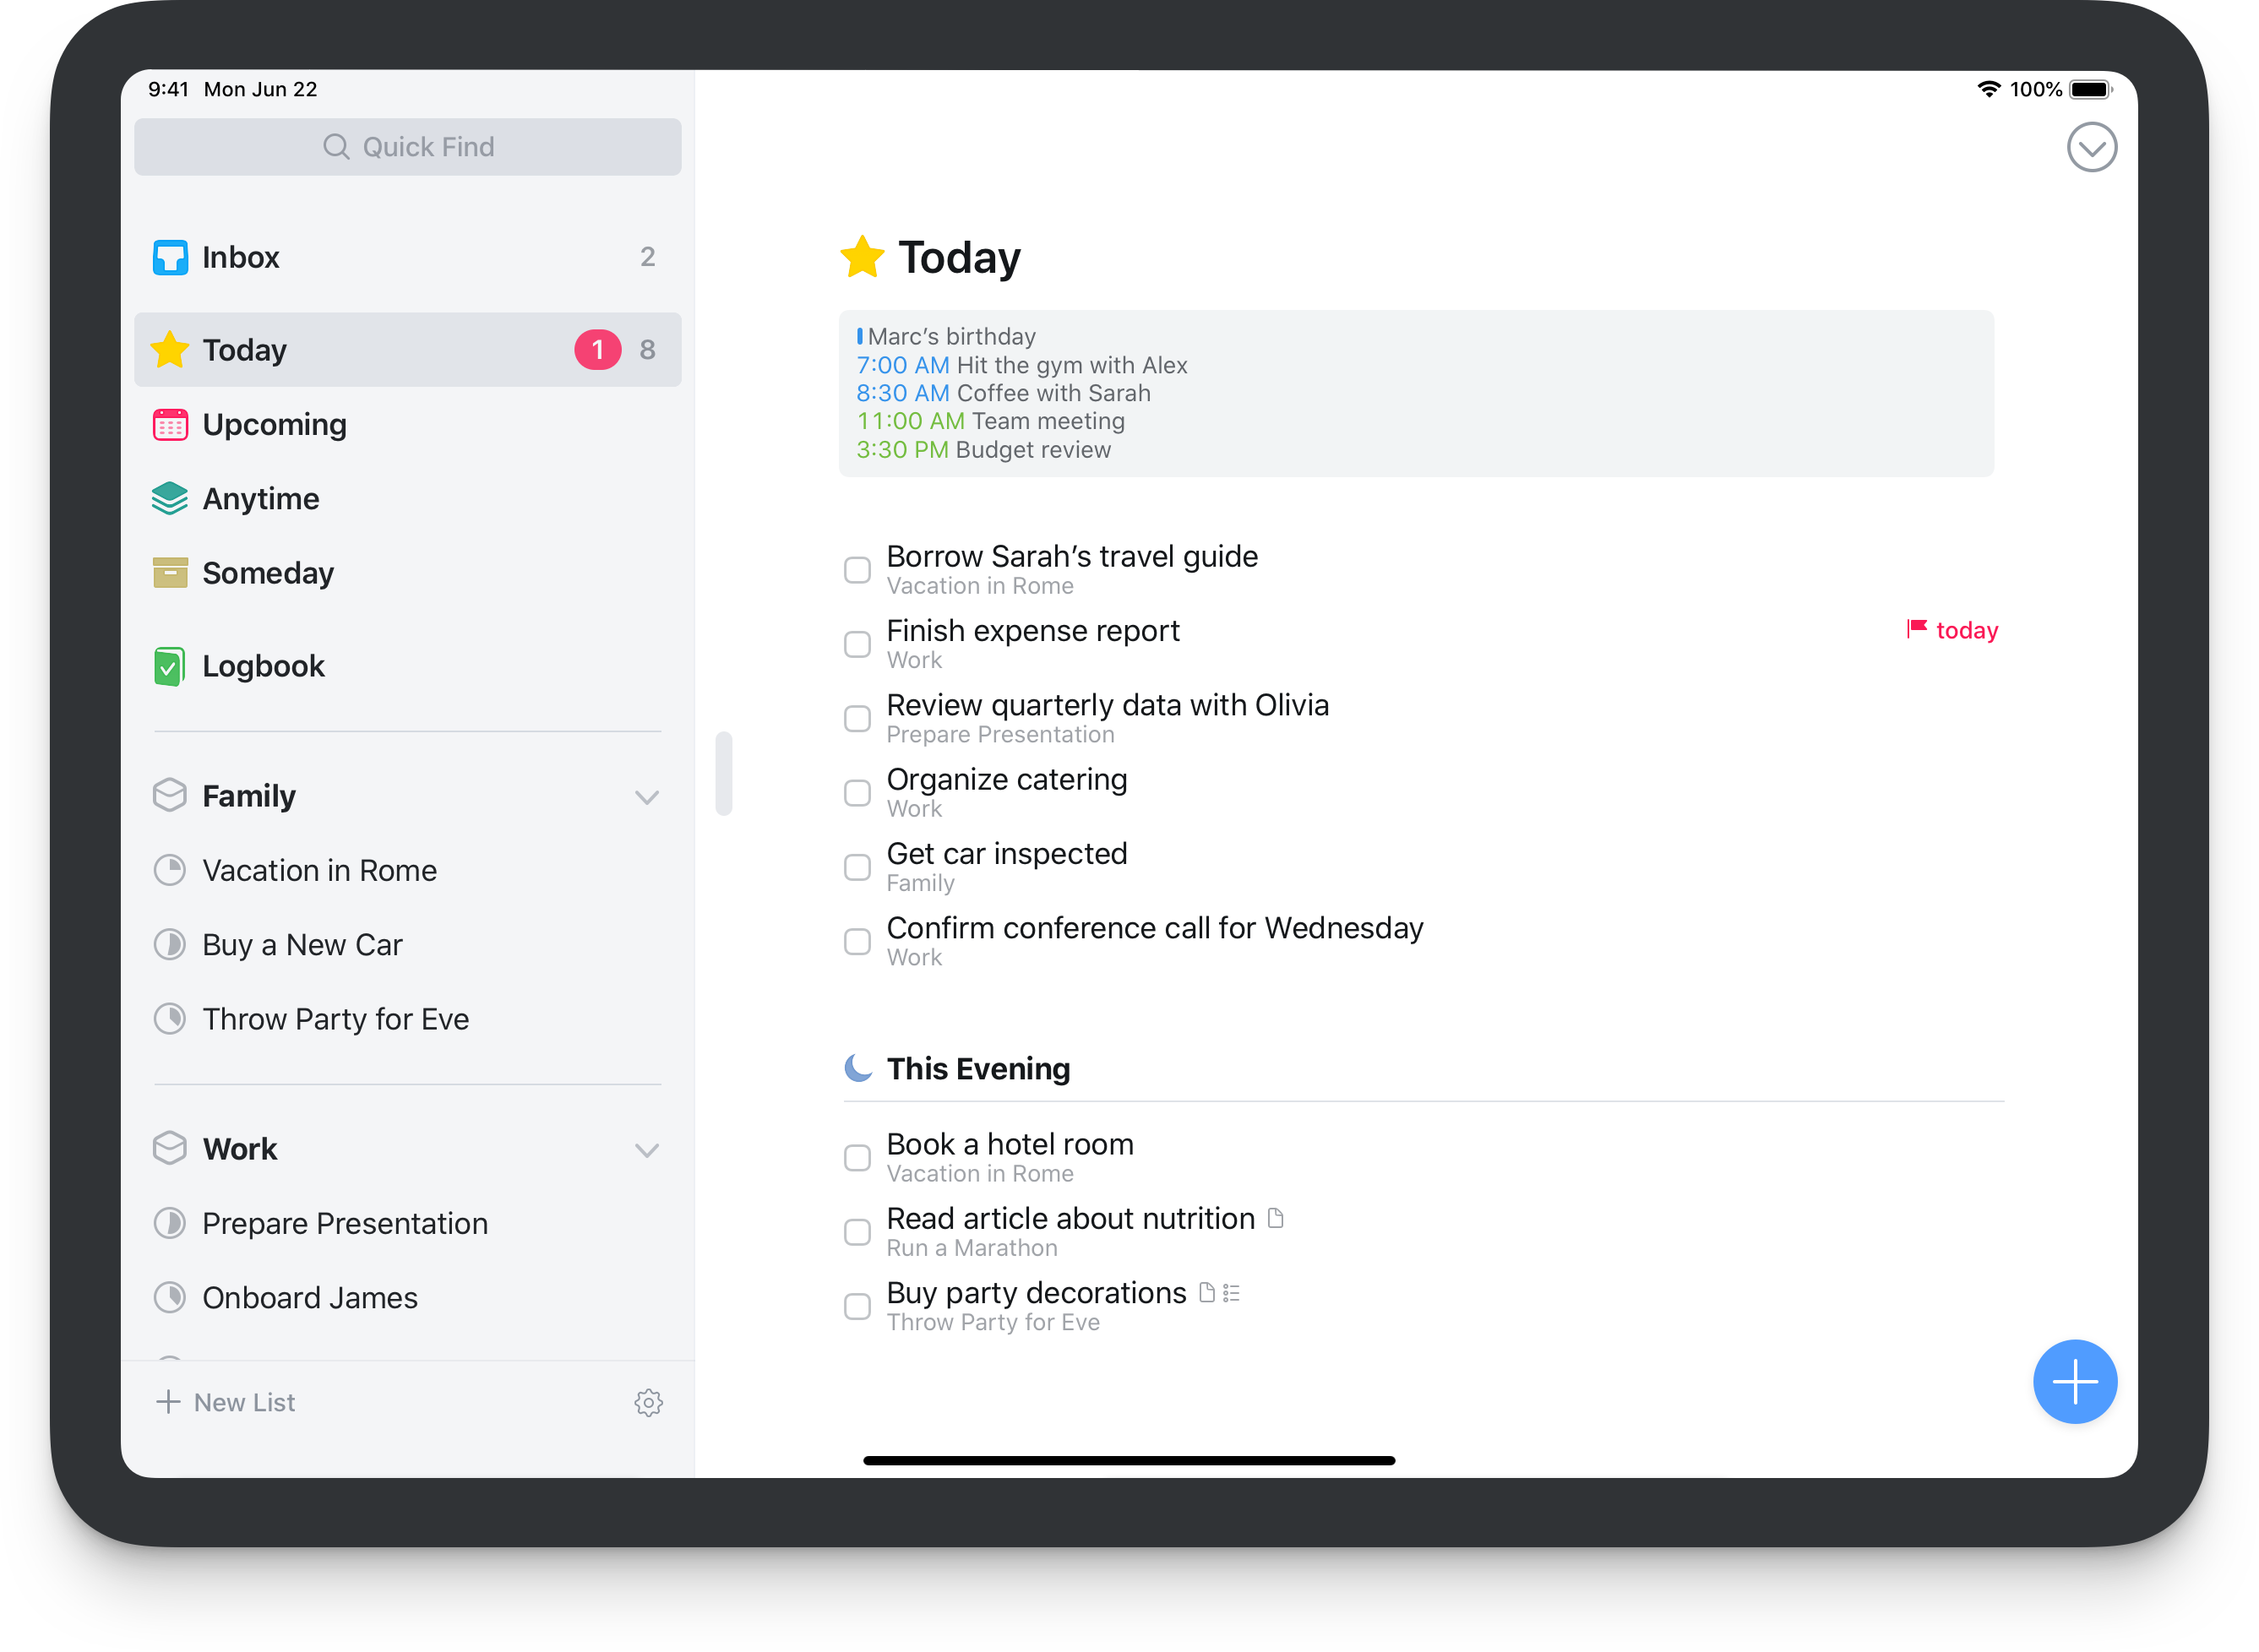 9:41 Mon Jun 22
100%
Quick Find
Inbox 2
Today 1 8
Upcoming
Anytime
Someday
Logbook
Family
Vacation in Rome
Buy a New Car
Throw Party for Eve
Work
Prepare Presentation
Onboard James
New List
Today
Marc’s birthday
7:00 AM Hit the gym with Alex
8:30 AM Coffee with Sarah
11:00 AM Team meeting
3:30 PM Budget review
Borrow Sarah’s travel guide
Vacation in Rome
Finish expense report today
Work
Review quarterly data with Olivia
Prepare Presentation
Organize catering
Work
Get car inspected
Family
Confirm conference call for Wednesday
Work
This Evening
Book a hotel room
Vacation in Rome
Read article about nutrition
Run a Marathon
Buy party decorations
Throw Party for Eve